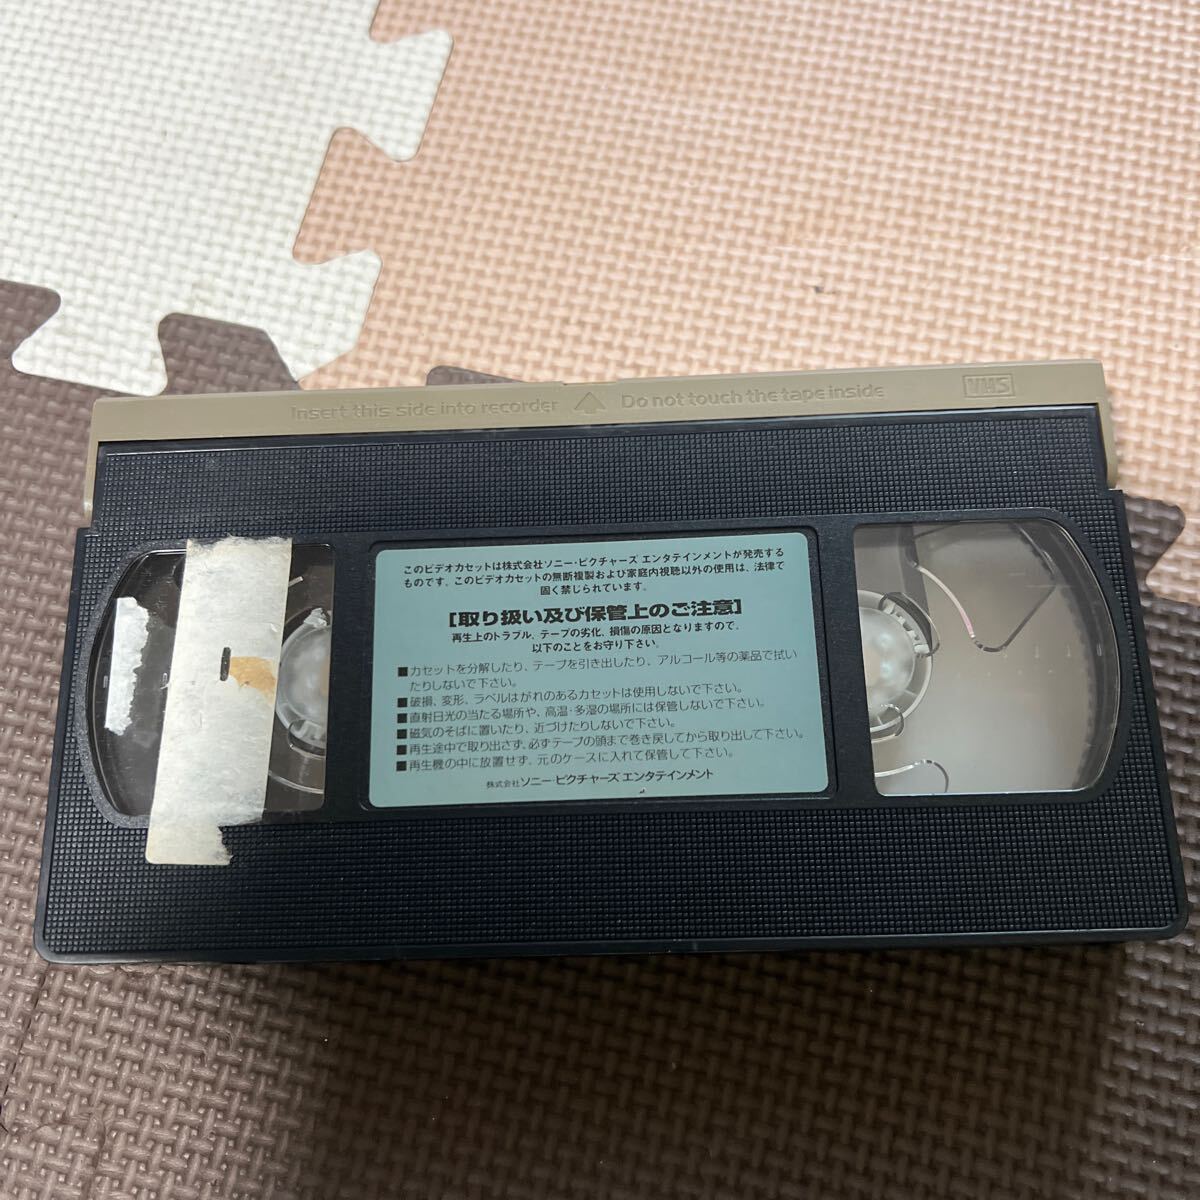 Insert this side into recorder △ Do not touch the tape inside VHS
このビデオカセットは株式会社ソニー・ピクチャーズ エンタテインメントが発売する
ものです。このビデオカセットの無断複製および家庭内視聴以外の使用は、法律で
固く禁じられています。
【取り扱い及び保管上のご注意】
再生上のトラブル、テープの劣化、損傷の原因となりますので、
以下のことをお守り下さい。
■カセットを分解したり、テープを引き出したり、アルコール等の薬品で拭い
たりしないで下さい。
■破損、変形、ラベルはがれのあるカセットは使用しないで下さい。
■直射日光の当たる場所や、高温・多湿の場所には保管しないで下さい。
■磁気のそばに置いたり、近づけたりしないで下さい。
■再生途中で取り出さず、必ずテープの頭まで巻き戻してから取り出して下さい。
■再生機の中に放置せず、元のケースに入れて保管して下さい。
株式会社 ソニー・ピクチャーズ エンタテインメント